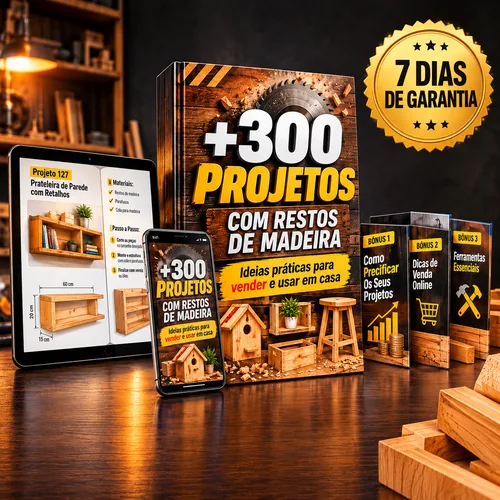 7 DIAS
DE GARANTIA
+300
PROJETOS
COM RESTOS
DE MADEIRA
Ideias práticas para
vender e usar em casa
Projeto 127
Prateleira de Parede
com Retalhos
Materiais:
Passo a Passo:
60 cm
20 cm
15 cm
+300
PROJETOS
COM RESTOS
DE MADEIRA
Ideias práticas para
vender e usar em casa
BÔNUS 1
Como
Precificar
Os Seus
Projetos
BÔNUS 2
Dicas de
Venda
Online
BÔNUS 3
Ferramentas
Essenciais